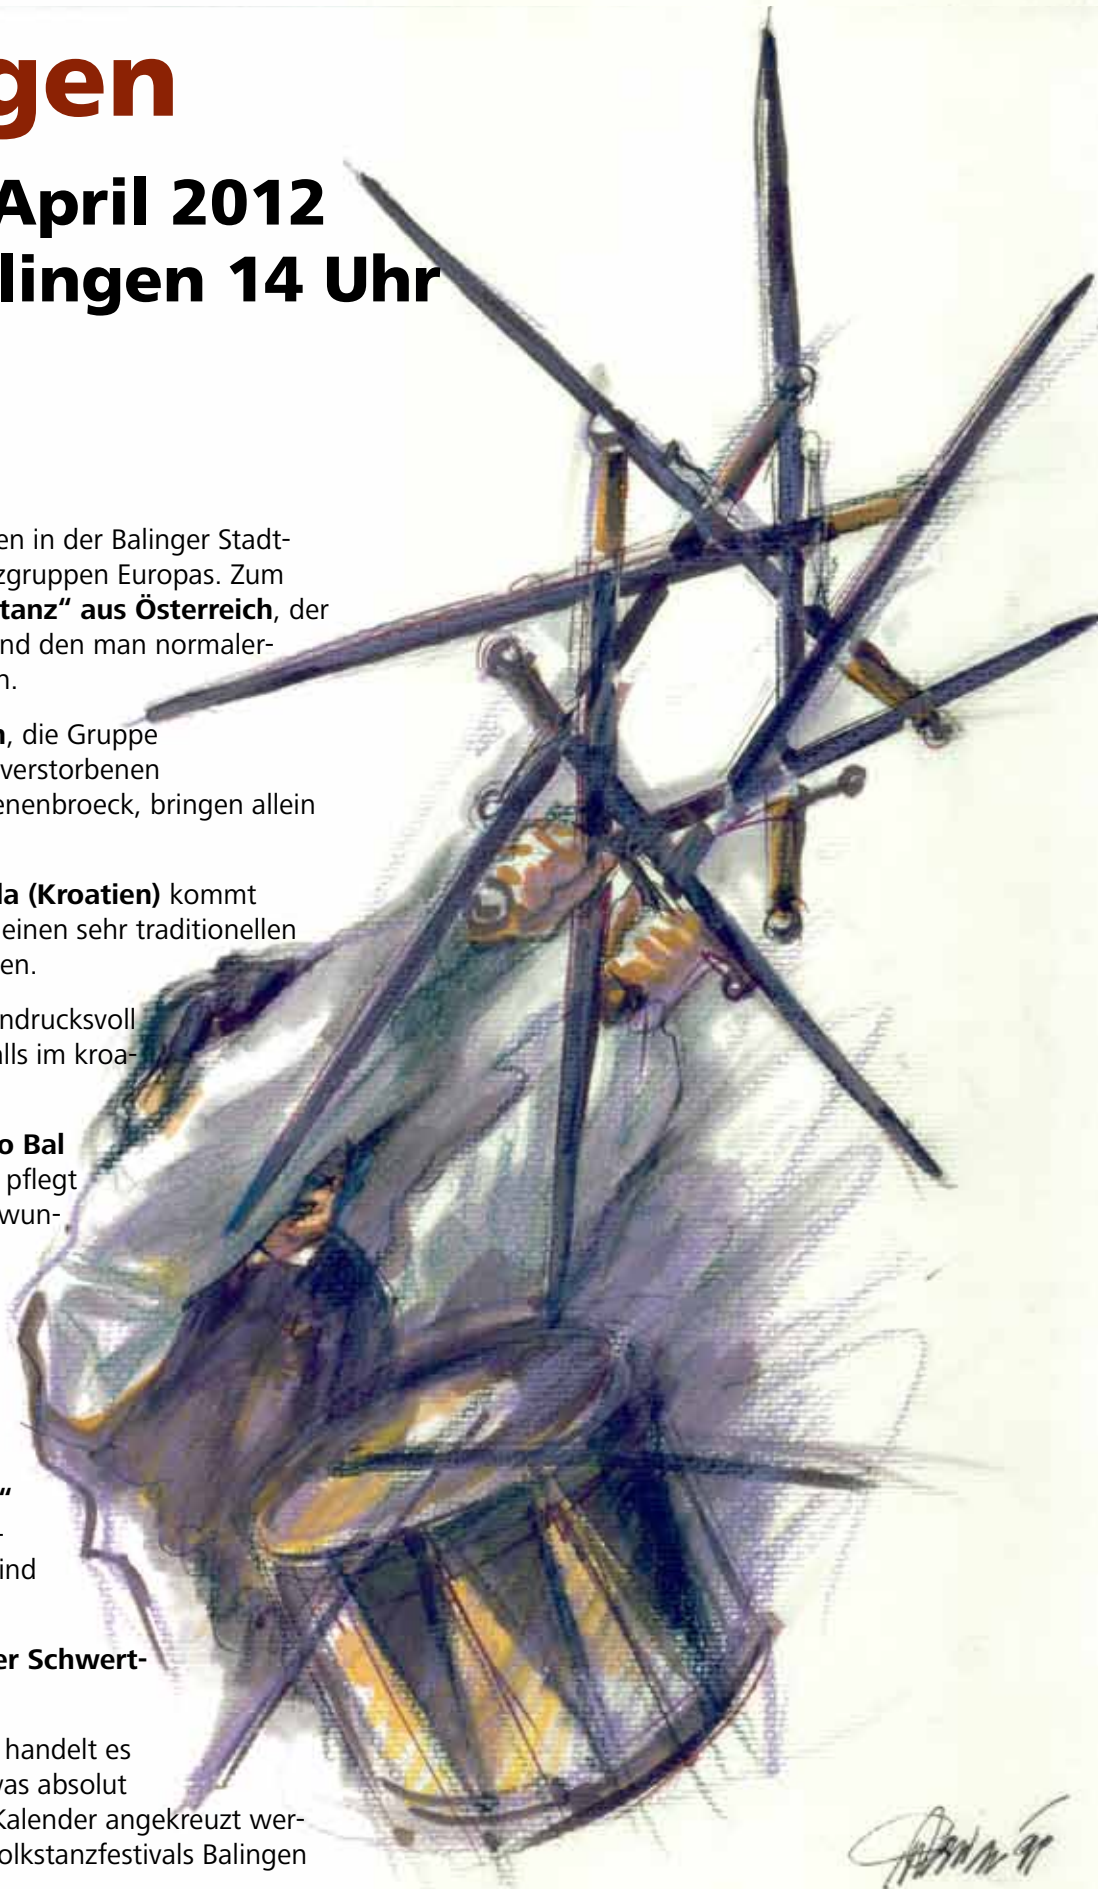 gen
April 2012
lingen 14 Uhr
en in der Balinger Stadt-
zgruppen Europas. Zum
tanz“ aus Österreich, der
nd den man normaler-
n.
n, die Gruppe
verstorbenen
enenbroeck, bringen allein
la (Kroatien) kommt
einen sehr traditionellen
en.
ndrucksvoll
lls im kroa-
o Bal
pflegt
wun-
“
-
ind
er Schwert-
handelt es
vas absolut
Kalender angekreuzt wer-
olkstanzfestivals Balingen